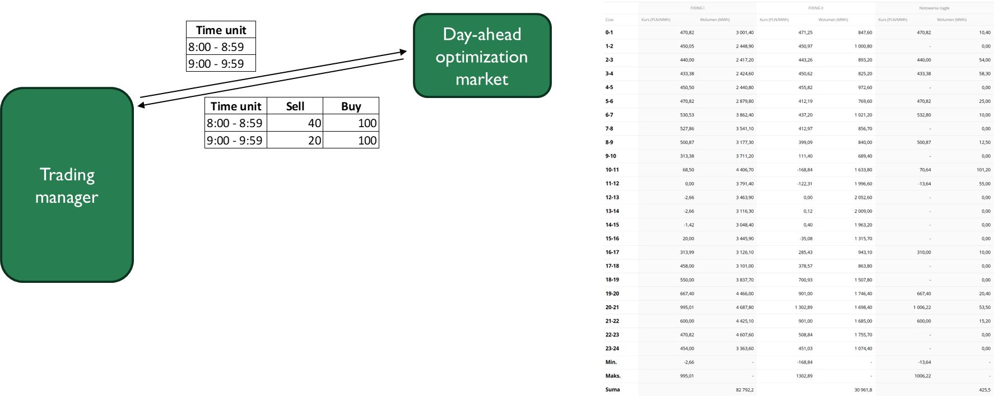 Time unit
8:00 - 8:59
9:00 - 9:59
Day-ahead
optimization
market
Trading
manager
Time unit Sell Buy
8:00 - 8:59 40 100
9:00 - 9:59 20 100
FIXING I FIXING II Notowania ciągłe
Czas Kurs (PLN/MWh) Wolumen (MWh) Kurs (PLN/MWh) Wolumen (MWh) Kurs (PLN/MWh) Wolumen (MWh)
0-1 470,82 3 001,40 471,25 847,60 470,82 10,40
1-2 450,05 2 448,90 450,97 1 000,80 - 0,00
2-3 440,00 2 417,20 443,26 893,20 440,00 54,00
3-4 433,38 2 424,60 450,62 825,20 433,38 58,30
4-5 450,50 2 440,80 455,82 972,60 - 0,00
5-6 470,82 2 879,80 412,19 769,60 470,82 25,00
6-7 530,53 3 862,40 437,20 1 021,20 532,80 10,00
7-8 527,86 3 541,10 412,97 856,70 - 0,00
8-9 500,87 3 177,30 399,09 840,00 500,87 12,50
9-10 313,38 3 711,20 111,40 689,40 - 0,00
10-11 68,50 4 406,70 -168,84 1 633,80 70,64 101,20
11-12 0,00 3 791,40 -122,31 1 996,60 -13,64 55,00
12-13 -2,66 3 463,90 0,00 2 052,60 - 0,00
13-14 -2,66 3 116,30 0,12 2 009,00 - 0,00
14-15 -1,42 3 048,40 0,40 1 963,20 - 0,00
15-16 20,00 3 445,90 -35,08 1 315,70 - 0,00
16-17 313,99 3 126,10 285,43 943,10 310,00 10,00
17-18 458,00 3 101,00 378,57 863,80 - 0,00
18-19 550,00 3 837,70 700,93 1 507,80 - 0,00
19-20 667,40 4 466,00 901,00 1 746,40 667,40 20,40
20-21 995,01 4 687,80 1 302,89 1 698,40 1 006,22 53,50
21-22 600,00 4 425,10 901,00 1 685,00 600,00 15,20
22-23 470,82 4 607,60 508,84 1 755,70 - 0,00
23-24 454,00 3 363,60 451,03 1 074,40 - 0,00
Min. -2,66 - -168,84 - -13,64 -
Maks. 995,01 - 1302,89 - 1006,22 -
Suma 82 792,2 30 961,8 425,5